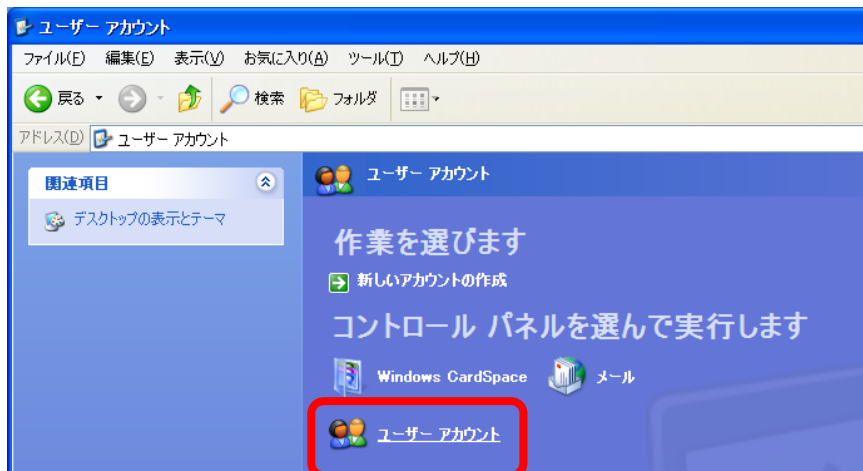 ユーザー アカウント
ファイル(F) 編集(E) 表示(V) お気に入り(A) ツール(T) ヘルプ(H)
戻る 検索 フォルダ
アドレス(D) ユーザー アカウント
関連項目
デスクトップの表示とテーマ
ユーザー アカウント
作業を選びます
新しいアカウントの作成
コントロール パネルを選んで実行します
Windows CardSpace メール
ユーザー アカウント